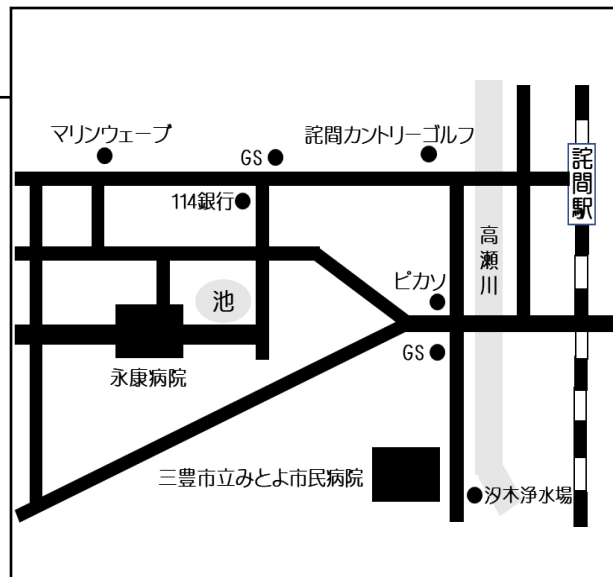 マリンウェーブ
GS
詫間カントリーゴルフ
詫間駅
114銀行
高瀬川
池
ピカソ
GS
永康病院
三豊市立みとよ市民病院
汐木浄水場